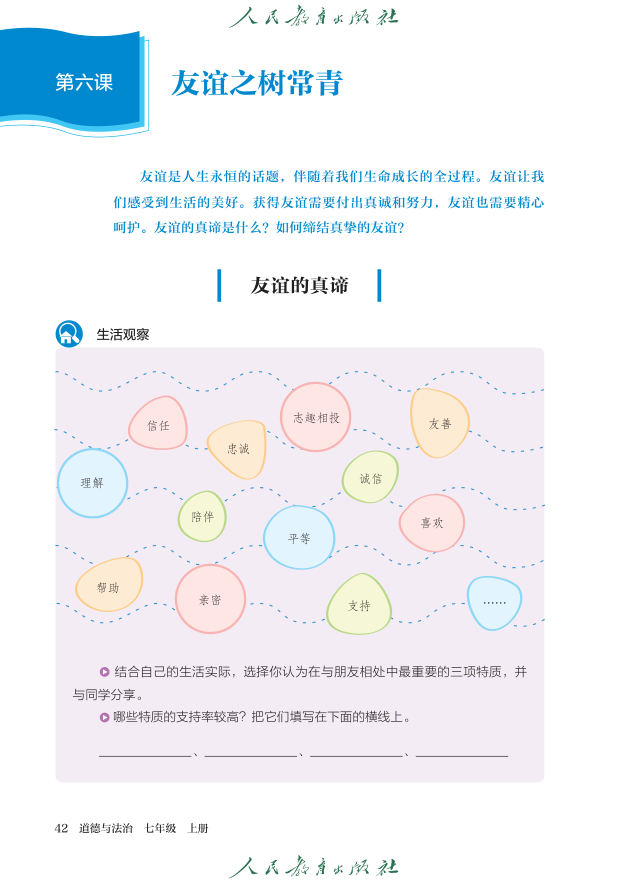 人民教育出版社
第六课
友谊之树常青
友谊是人生永恒的话题，伴随着我们生命成长的全过程。友谊让我
们感受到生活的美好。获得友谊需要付出真诚和努力，友谊也需要精心
呵护。友谊的真谛是什么？如何缔结真挚的友谊？
友谊的真谛
生活观察
志趣相投
信任
友善
忠诚
理解
诚信
陪伴
喜欢
平等
帮助
亲密
支持
……
结合自己的生活实际，选择你认为在与朋友相处中最重要的三项特质，并
与同学分享。
哪些特质的支持率较高？把它们填写在下面的横线上。
________、________、________、________
42 道德与法治 七年级 上册
人民教育出版社